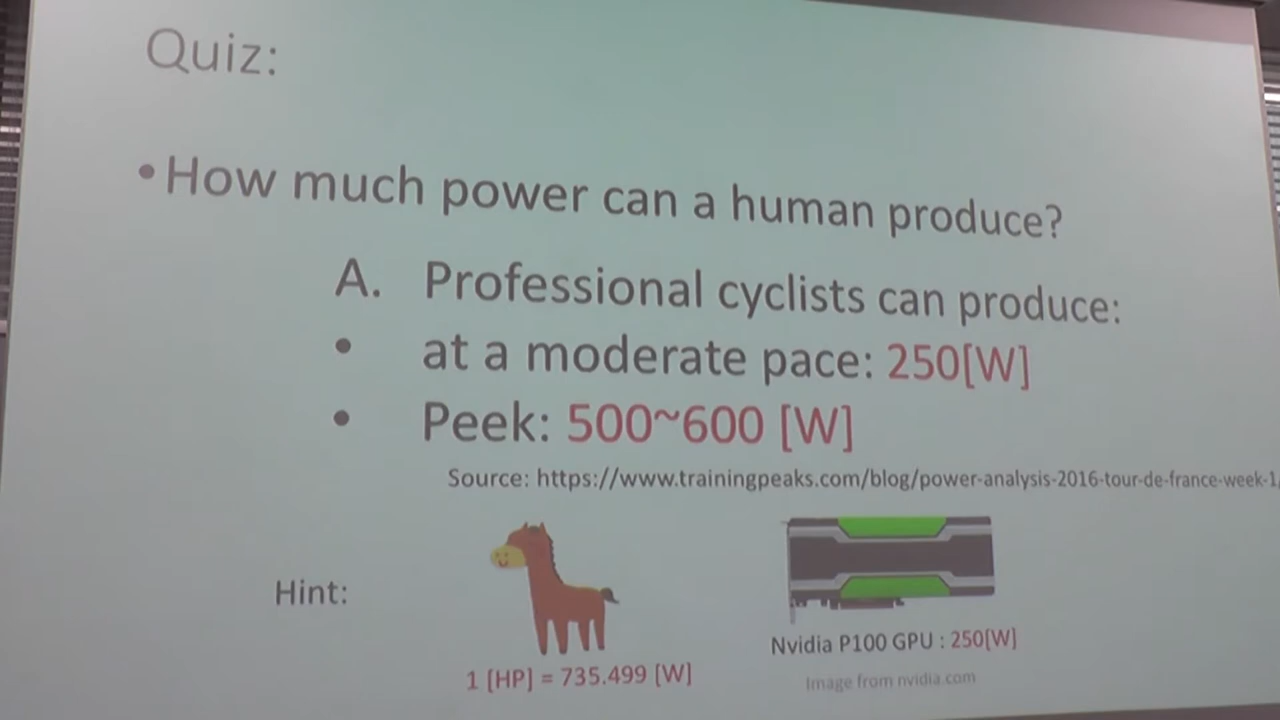 Quiz:
• How much power can a human produce?
A. Professional cyclists can produce:
• at a moderate pace: 250[W]
• Peek: 500~600 [W]
Source: https://www.trainingpeaks.com/blog/power-analysis-2016-tour-de-france-week-1/
Hint:
1 [HP] = 735.499 [W]
Nvidia P100 GPU : 250[W]
Image from nvidia.com